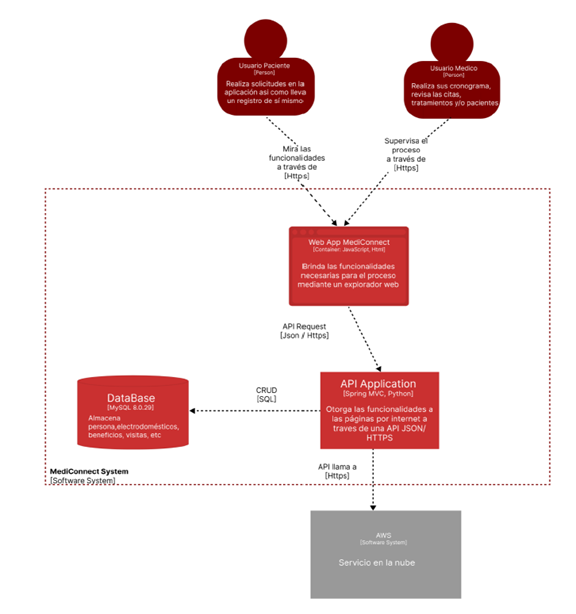 Usuario Paciente
[Person]
Realiza solicitudes en la
aplicación asi como lleva
un registro de sí mismo
Usuario Medico
[Person]
Realiza sus cronograma,
revisa las citas,
tratamientos y/o pacientes
Mira las
funcionalidades
a través de
[Https]
Supervisa el
proceso
a través de
[Https]
Web App MediConnect
[Container: JavaScript, Html]
Brinda las funcionalidades
necesarias para el proceso
mediante un explorador web
API Request
[Json / Https]
DataBase
[MySQL 8.0.29]
Almacena
persona,electrodomésticos,
beneficios, visitas, etc
CRUD
[SQL]
API Application
[Spring MVC, Python]
Otorga las funcionalidades a
las páginas por internet a
traves de una API JSON/
HTTPS
MediConnect System
[Software System]
API llama a
[Https]
AWS
[Software System]
Servicio en la nube